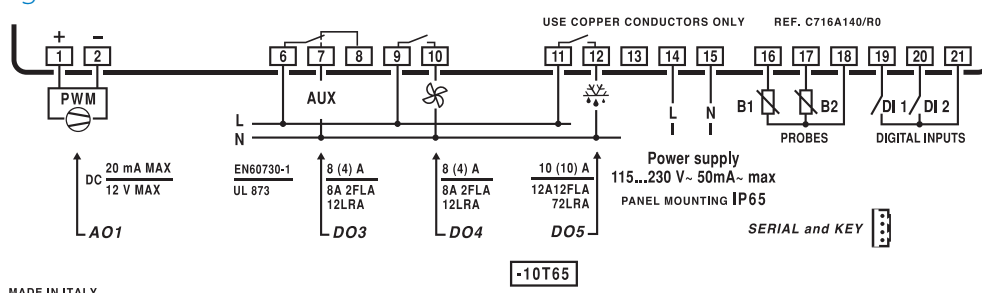 USE COPPER CONDUCTORS ONLY REF. C716A140/R0
+ -
1 2 6 7 8 9 10 11 12 13 14 15 16 17 18 19 20 21
PWM
AUX
B1 B2 DI 1 DI 2
L N
PROBES DIGITAL INPUTS
L
N
DC 20 mA MAX
12 V MAX
AO1
EN60730-1
UL 873
8 (4) A
8A 2FLA
12LRA
DO3
8 (4) A
8A 2FLA
12LRA
DO4
10 (10) A
12A12FLA
72LRA
DO5
Power supply
115...230 V~ 50mA~ max
PANEL MOUNTING IP65
SERIAL and KEY
-10T65
MADE IN ITALY